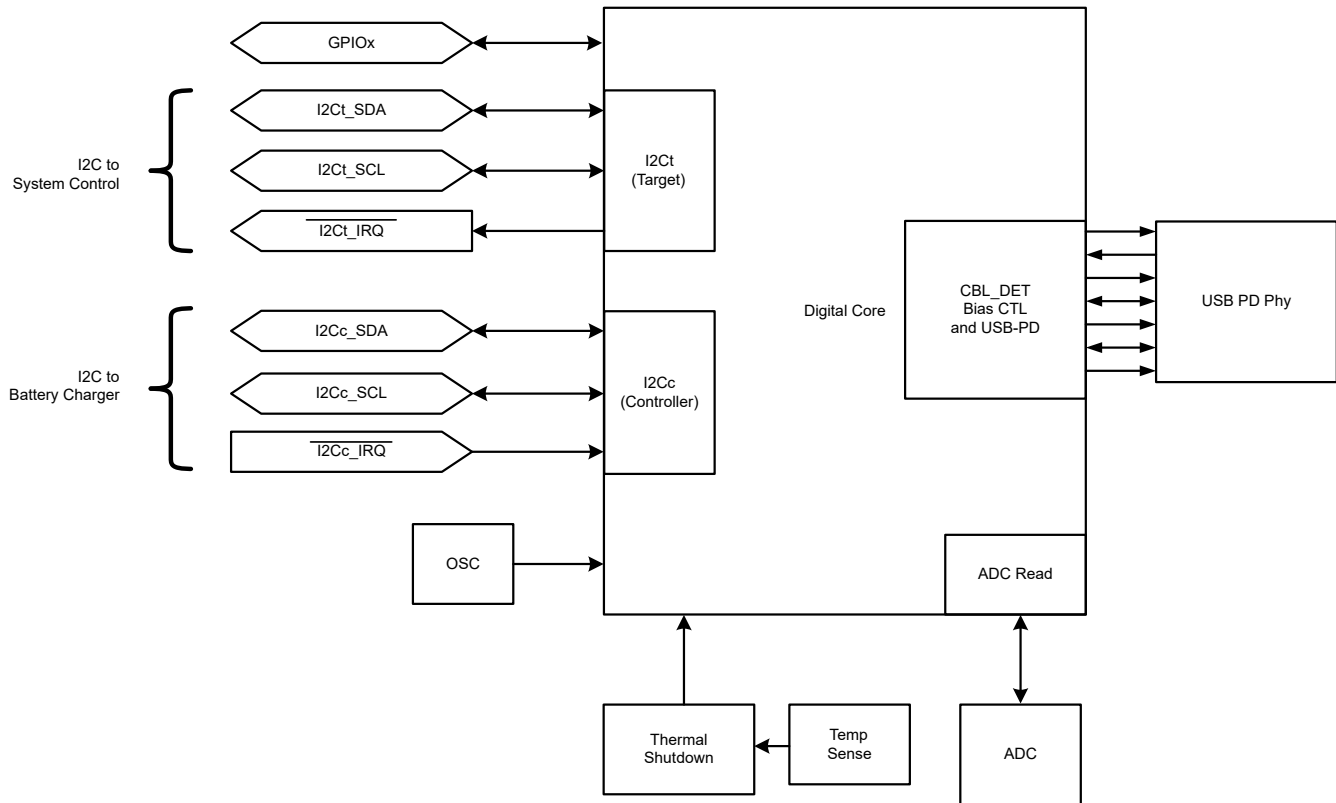 GPIOx
I2Ct_SDA
I2C to
System Control
I2Ct_SCL
I2Ct_IRQ
I2Ct
(Target)
I2Cc_SDA
I2C to
Battery Charger
I2Cc_SCL
I2Cc_IRQ
I2Cc
(Controller)
Digital Core
CBL_DET
Bias CTL
and USB-PD
USB PD Phy
OSC
ADC Read
Thermal
Shutdown
Temp
Sense
ADC